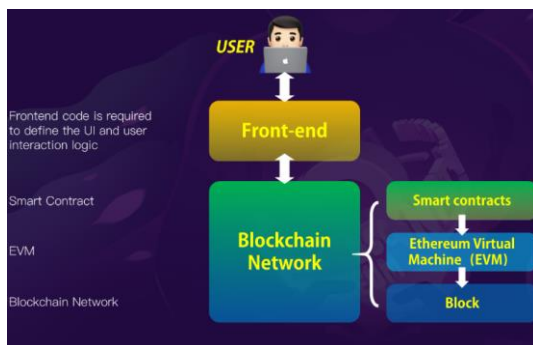 USER
Frontend code is required
to define the UI and user
interaction logic
Front-end
Smart Contract
EVM
Blockchain Network
Blockchain
Network
Smart contracts
Ethereum Virtual
Machine (EVM)
Block